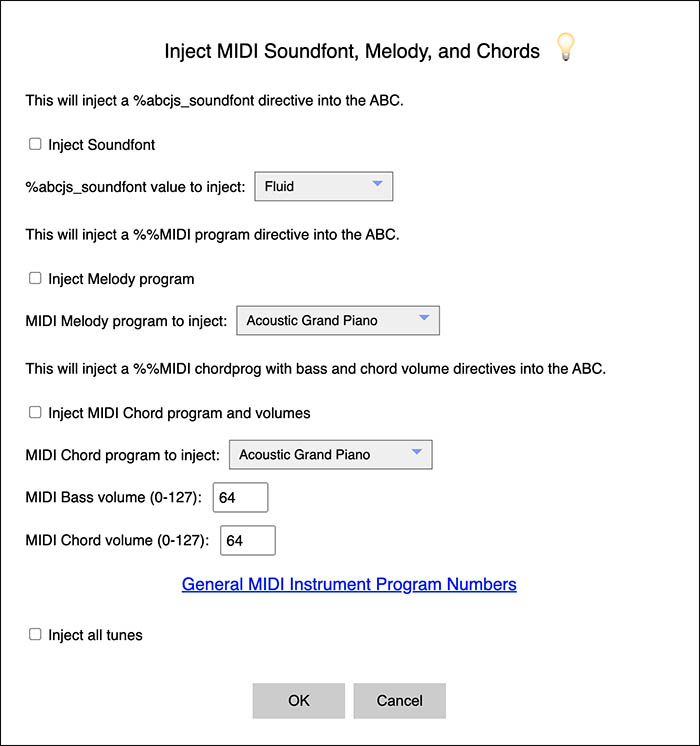 Inject MIDI Soundfont, Melody, and Chords
This will inject a %abcjs_soundfont directive into the ABC.
Inject Soundfont
%abcjs_soundfont value to inject: Fluid
This will inject a %%MIDI program directive into the ABC.
Inject Melody program
MIDI Melody program to inject: Acoustic Grand Piano
This will inject a %%MIDI chordprog with bass and chord volume directives into the ABC.
Inject MIDI Chord program and volumes
MIDI Chord program to inject: Acoustic Grand Piano
MIDI Bass volume (0-127): 64
MIDI Chord volume (0-127): 64
General MIDI Instrument Program Numbers
Inject all tunes
OK Cancel